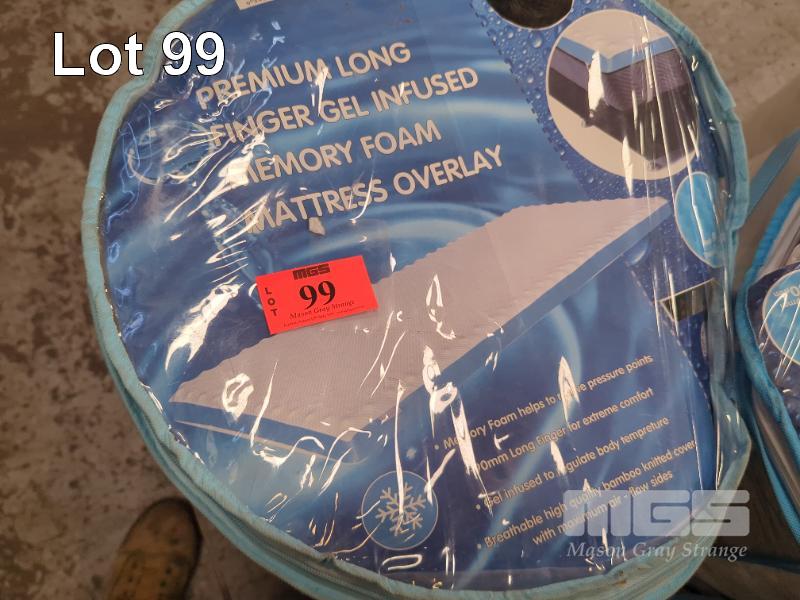 Lot 99
PREMIUM LONG
FINGER GEL INFUSED
MEMORY FOAM
MATTRESS OVERLAY
MGS
LOT
99
Mason Gray Strange
• Memory Foam helps to pressure points
90mm Long Finger for extreme comfort
• Gel infused to regulate body tempreture
• Breathable high quality bamboo knitted cover
with maximum air - flow sides
MGS
Mason Gray Strange